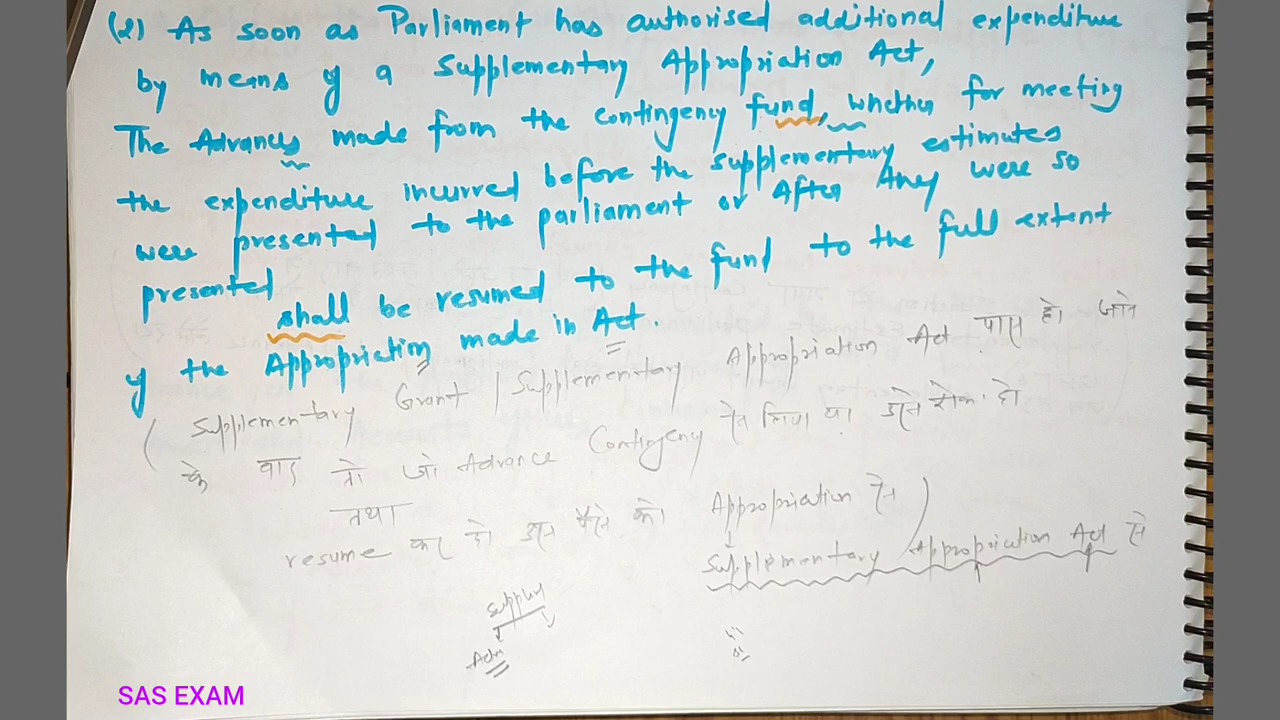 (2) As soon as Parliament has authorised additional expenditure
by means of a Supplementary Appropriation Act,
The Advances made from the contingency fund, whether for meeting
the expenditure incurred before the supplementary estimates
were presented to the parliament or After they were so
presented
shall be resumed to the fund to the full extent
of the Appropriation made in Act.
(Supplementary Grant / Supplementary Appropriation Act पास हो जाने
के बाद तो जो Advance Contingency से लिया था उसे रोक दो
तथा
resume कर दो उस पैसे को Appropriation से)
Supplementary Appropriation Act से
SAS EXAM